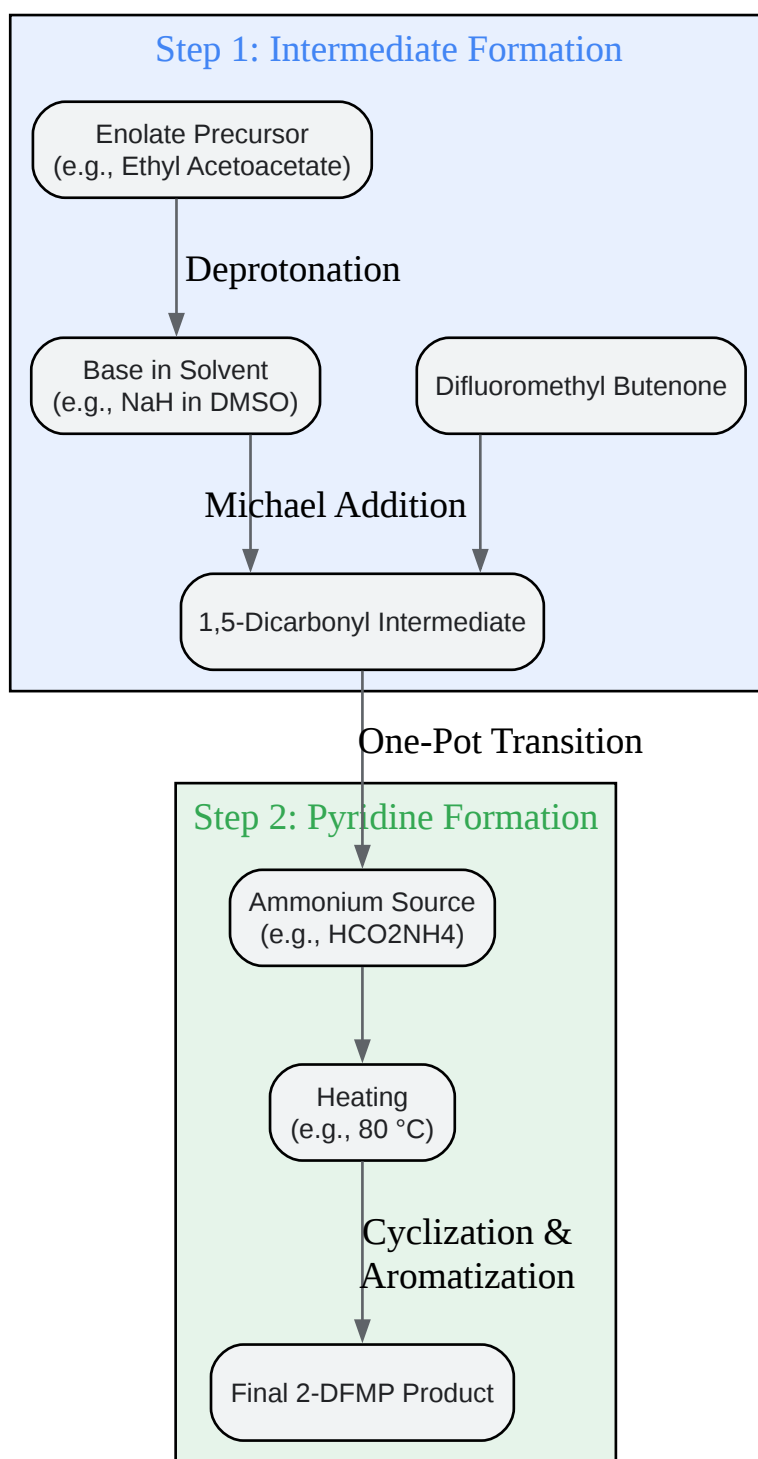 Step 1: Intermediate Formation
Enolate Precursor
(e.g., Ethyl Acetoacetate)
Deprotonation
Base in Solvent
(e.g., NaH in DMSO)
Difluoromethyl Butenone
Michael Addition
1,5-Dicarbonyl Intermediate
One-Pot Transition
Step 2: Pyridine Formation
Ammonium Source
(e.g., HCO2NH4)
Heating
(e.g., 80 °C)
Cyclization &
Aromatization
Final 2-DFMP Product